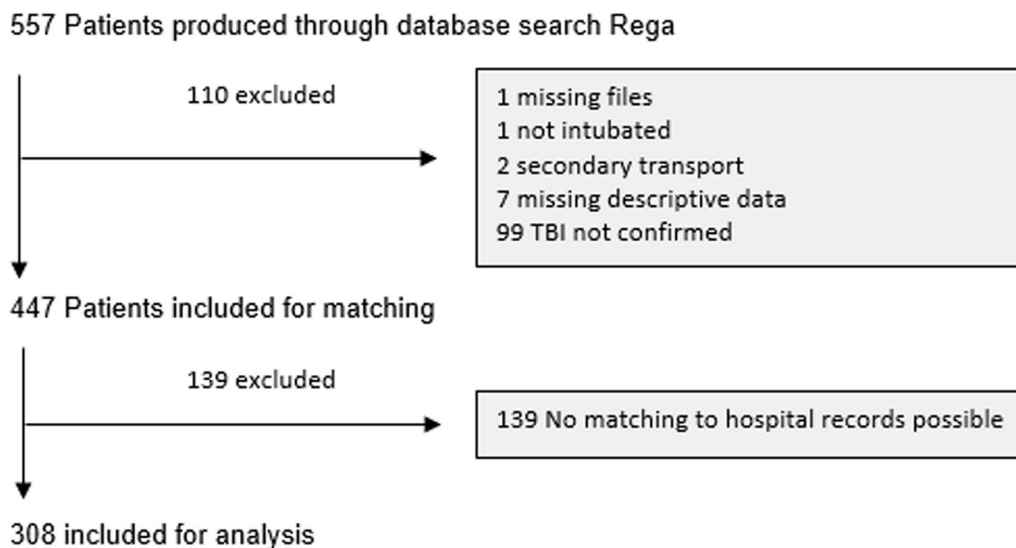 557 Patients produced through database search Rega
110 excluded
1 missing files
1 not intubated
2 secondary transport
7 missing descriptive data
99 TBI not confirmed
447 Patients included for matching
139 excluded
139 No matching to hospital records possible
308 included for analysis